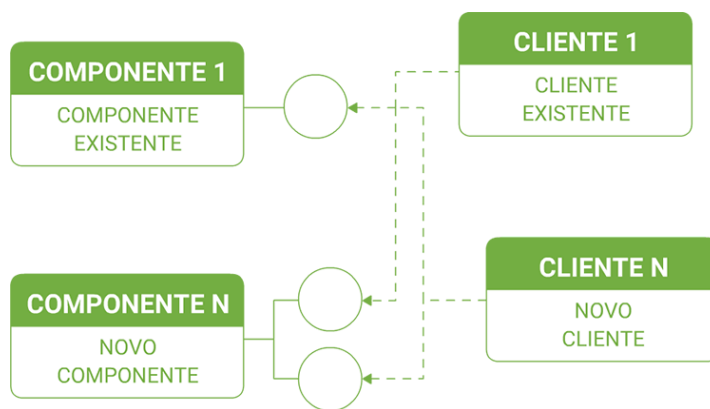 COMPONENTE 1
COMPONENTE
EXISTENTE
CLIENTE 1
CLIENTE
EXISTENTE
COMPONENTE N
NOVO
COMPONENTE
CLIENTE N
NOVO
CLIENTE